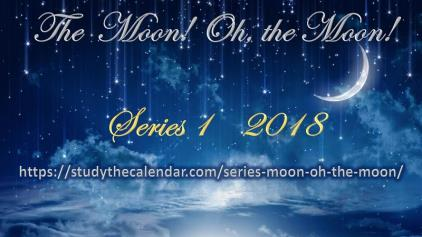 The Moon! Oh, the Moon!
Series 1 2018
https://studythecalendar.com/series-moon-oh-the-moon/